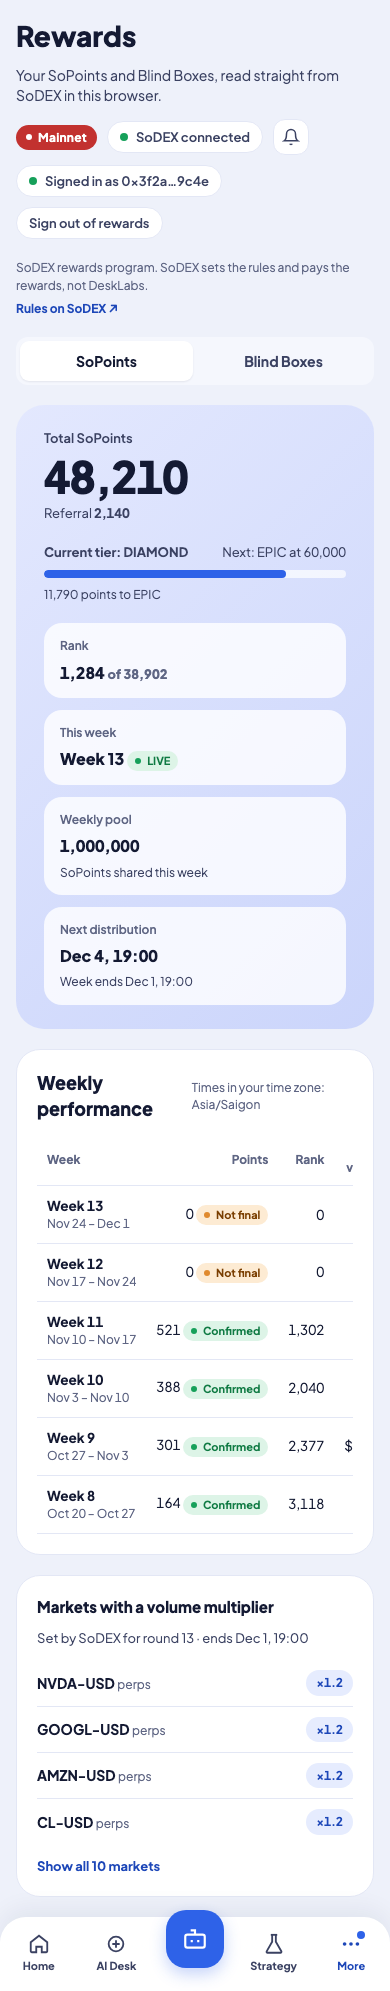 Rewards
Your SoPoints and Blind Boxes, read straight from
SoDEX in this browser.
Mainnet
SoDEX connected
Signed in as 0×3f2a…9c4e
Sign out of rewards
SoDEX rewards program. SoDEX sets the rules and pays the
rewards, not DeskLabs.
Rules on SoDEX ↗
SoPoints Blind Boxes
Total SoPoints
48,210
Referral 2,140
Current tier: DIAMOND Next: EPIC at 60,000
11,790 points to EPIC
Rank
1,284 of 38,902
This week
Week 13 LIVE
Weekly pool
1,000,000
SoPoints shared this week
Next distribution
Dec 4, 19:00
Week ends Dec 1, 19:00
Weekly
performance
Times in your time zone:
Asia/Saigon
Week Points Rank v
Week 13 0 Not final 0
Nov 24 – Dec 1
Week 12 0 Not final 0
Nov 17 – Nov 24
Week 11 521 Confirmed 1,302
Nov 10 – Nov 17
Week 10 388 Confirmed 2,040
Nov 3 – Nov 10
Week 9 301 Confirmed 2,377 $
Oct 27 – Nov 3
Week 8 164 Confirmed 3,118
Oct 20 – Oct 27
Markets with a volume multiplier
Set by SoDEX for round 13 · ends Dec 1, 19:00
NVDA-USD perps ×1.2
GOOGL-USD perps ×1.2
AMZN-USD perps ×1.2
CL-USD perps ×1.2
Show all 10 markets
Home AI Desk Strategy More